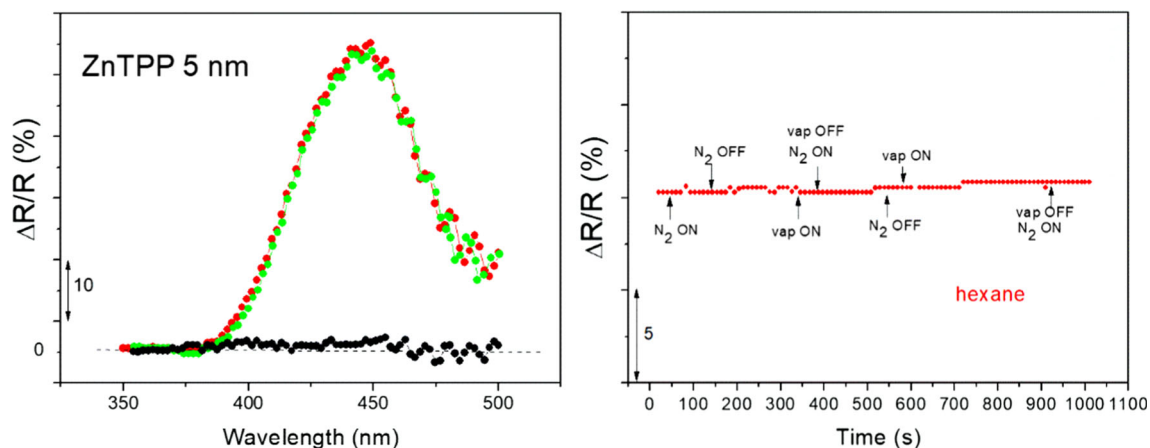 ZnTPP 5 nm
ΔR/R (%)
10
0
350
400
450
500
Wavelength (nm)
ΔR/R (%)
vap OFF
N₂ OFF
N₂ ON
vap ON
N₂ ON
vap ON
N₂ OFF
vap OFF
N₂ ON
hexane
5
0
100
200
300
400
500
600
700
800
900
1000
1100
Time (s)